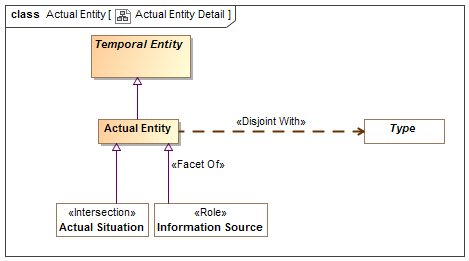 class Actual Entity [ Actual Entity Detail ]
Temporal Entity
Actual Entity
«Disjoint With»
Type
«Facet Of»
«Intersection»
Actual Situation
«Role»
Information Source